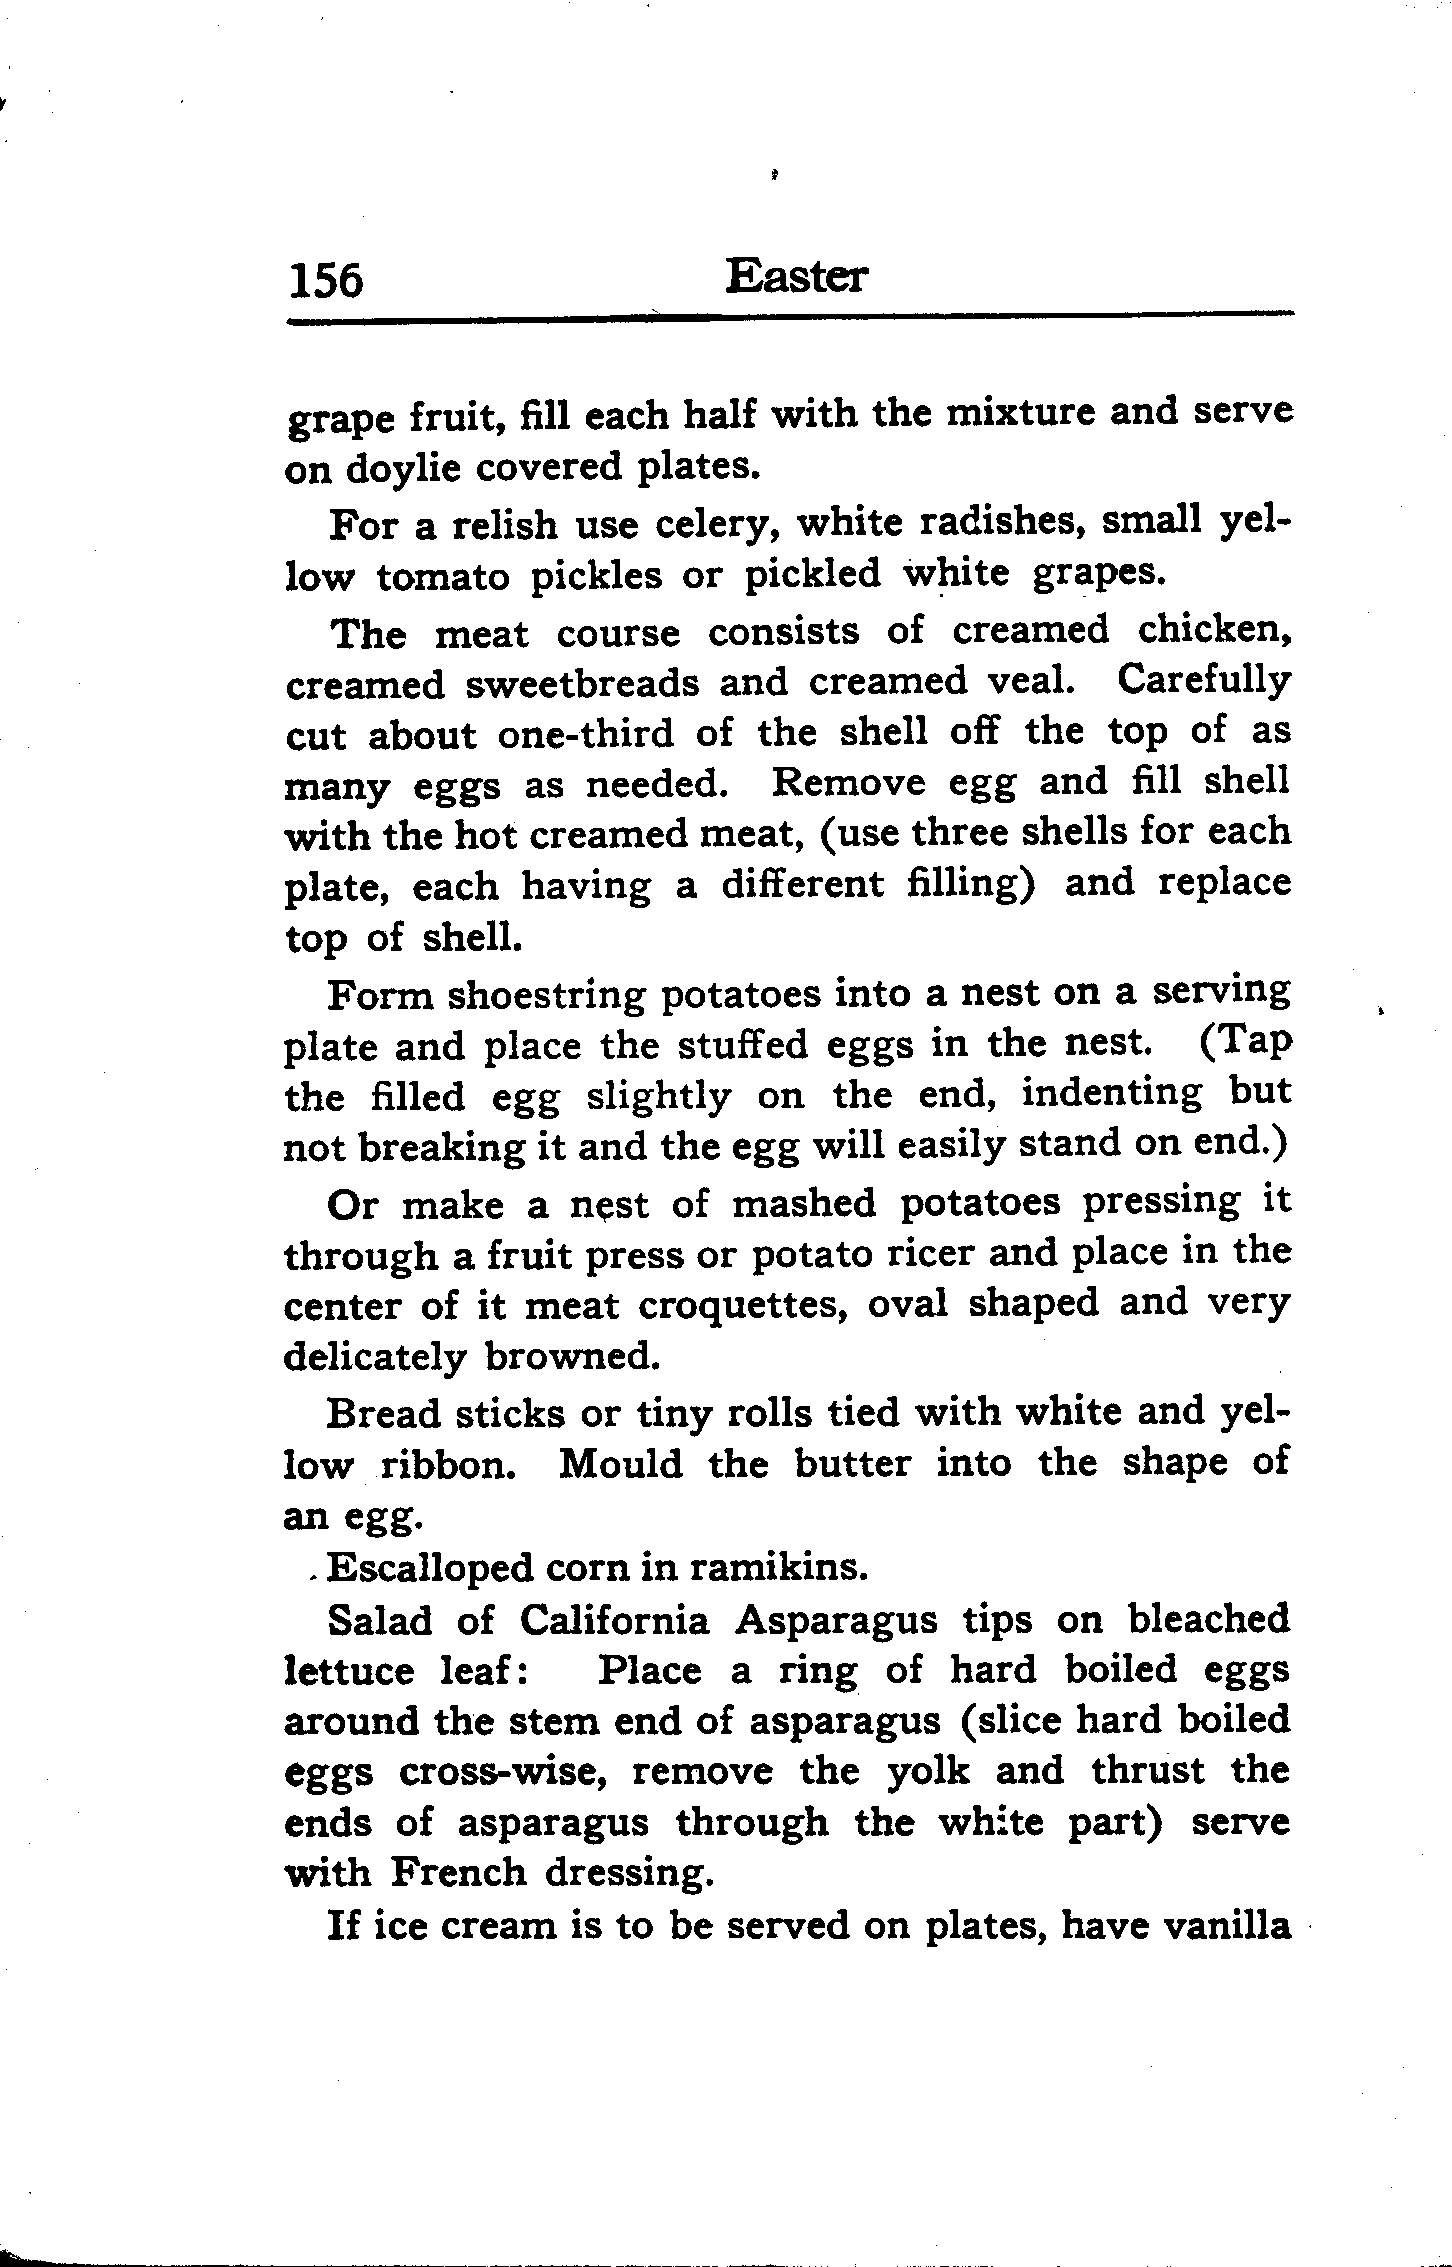 156 Easter
grape fruit, fill each half with the mixture and serve
on doylie covered plates.
For a relish use celery, white radishes, small yel-
low tomato pickles or pickled white grapes.
The meat course consists of creamed chicken,
creamed sweetbreads and creamed veal. Carefully
cut about one-third of the shell off the top of as
many eggs as needed. Remove egg and fill shell
with the hot creamed meat, (use three shells for each
plate, each having a different filling) and replace
top of shell.
Form shoestring potatoes into a nest on a serving
plate and place the stuffed eggs in the nest. (Tap
the filled egg slightly on the end, indenting but
not breaking it and the egg will easily stand on end.)
Or make a nest of mashed potatoes pressing it
through a fruit press or potato ricer and place in the
center of it meat croquettes, oval shaped and very
delicately browned.
Bread sticks or tiny rolls tied with white and yel-
low ribbon. Mould the butter into the shape of
an egg.
Escalloped corn in ramikins.
Salad of California Asparagus tips on bleached
lettuce leaf: Place a ring of hard boiled eggs
around the stem end of asparagus (slice hard boiled
eggs cross-wise, remove the yolk and thrust the
ends of asparagus through the white part) serve
with French dressing.
If ice cream is to be served on plates, have vanilla